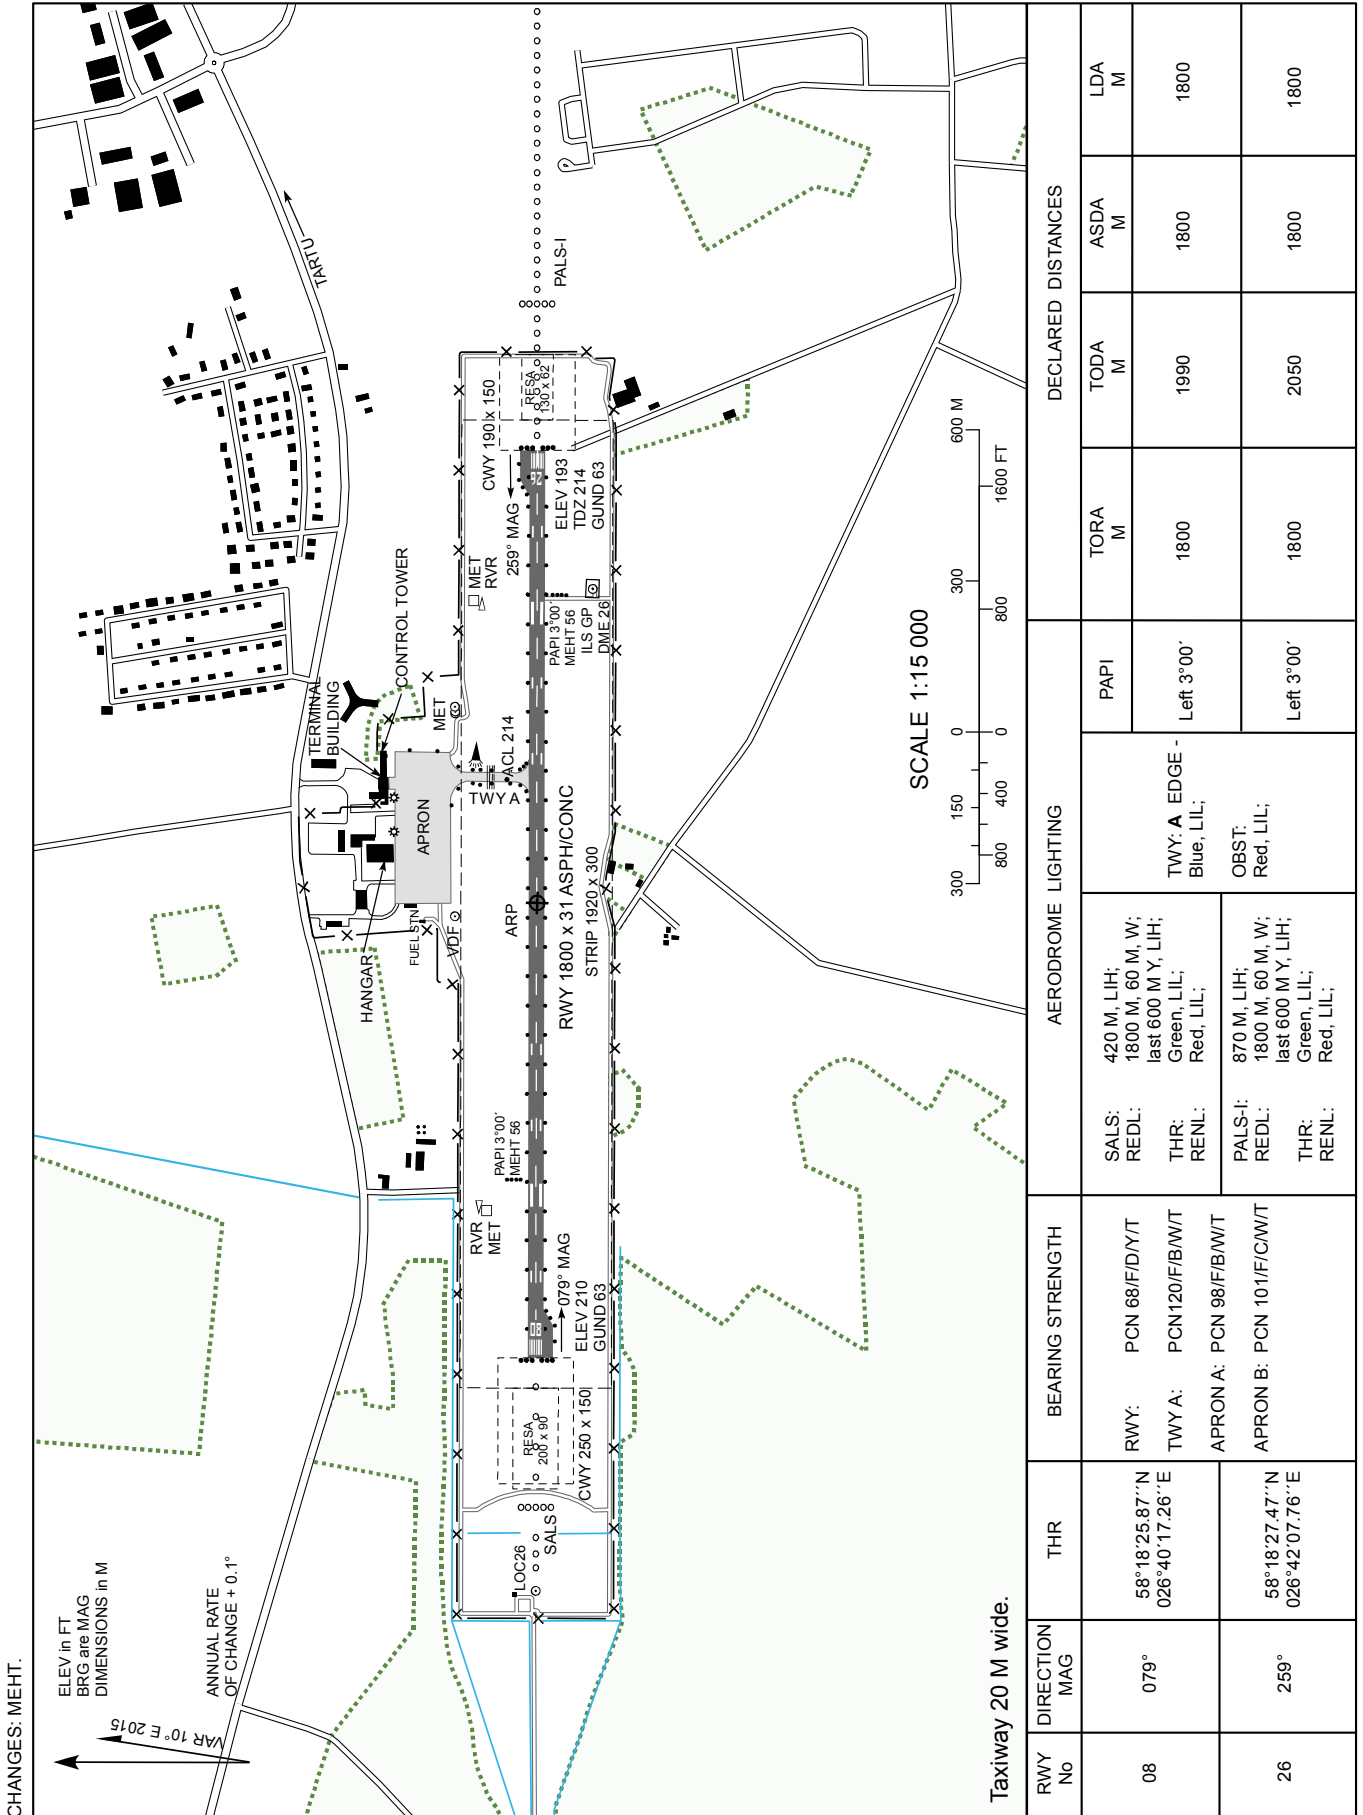 CHANGES: MEHT.
ELEV in FT
BRG are MAG
DIMENSIONS in M
VAR 10° E 2015
ANNUAL RATE
OF CHANGE + 0.1°
TARTU
TERMINAL
BUILDING
CONTROL TOWER
HANGAR
FUEL STN
VDF
APRON
MET
TWY A
ACL 214
MET
RVR
RVR
MET
PAPI 3°00´
MEHT 56
PAPI 3°00´
MEHT 56
ILS GP
DME 26
LOC26
SALS
RESA
200 x 90
CWY 250 x 150
08
079° MAG
ELEV 210
GUND 63
ARP
RWY 1800 x 31 ASPH/CONC
STRIP 1920 x 300
259° MAG
26
ELEV 193
TDZ 214
GUND 63
CWY 190 x 150
RESA
130 x 62
PALS-I
SCALE 1:15 000
300 150 0 300 600 M
800 400 0 800 1600 FT
Taxiway 20 M wide.
RWY
No
DIRECTION
MAG
THR
BEARING STRENGTH
AERODROME LIGHTING
PAPI
DECLARED DISTANCES
TORA
M
TODA
M
ASDA
M
LDA
M
08
079°
58°18´25.87´´N
026°40´17.26´´E
26
259°
58°18´27.47´´N
026°42´07.76´´E
RWY: PCN 68/F/D/Y/T
TWY A: PCN120/F/B/W/T
APRON A: PCN 98/F/B/W/T
APRON B: PCN 101/F/C/W/T
SALS: 420 M, LIH;
REDL: 1800 M, 60 M, W;
last 600 M Y, LIH;
THR: Green, LIL;
RENL: Red, LIL;
PALS-I: 870 M, LIH;
REDL: 1800 M, 60 M, W;
last 600 M Y, LIH;
THR: Green, LIL;
RENL: Red, LIL;
TWY: A EDGE -
Blue, LIL;
OBST:
Red, LIL;
Left 3°00´
1800
1990
1800
1800
Left 3°00´
1800
2050
1800
1800